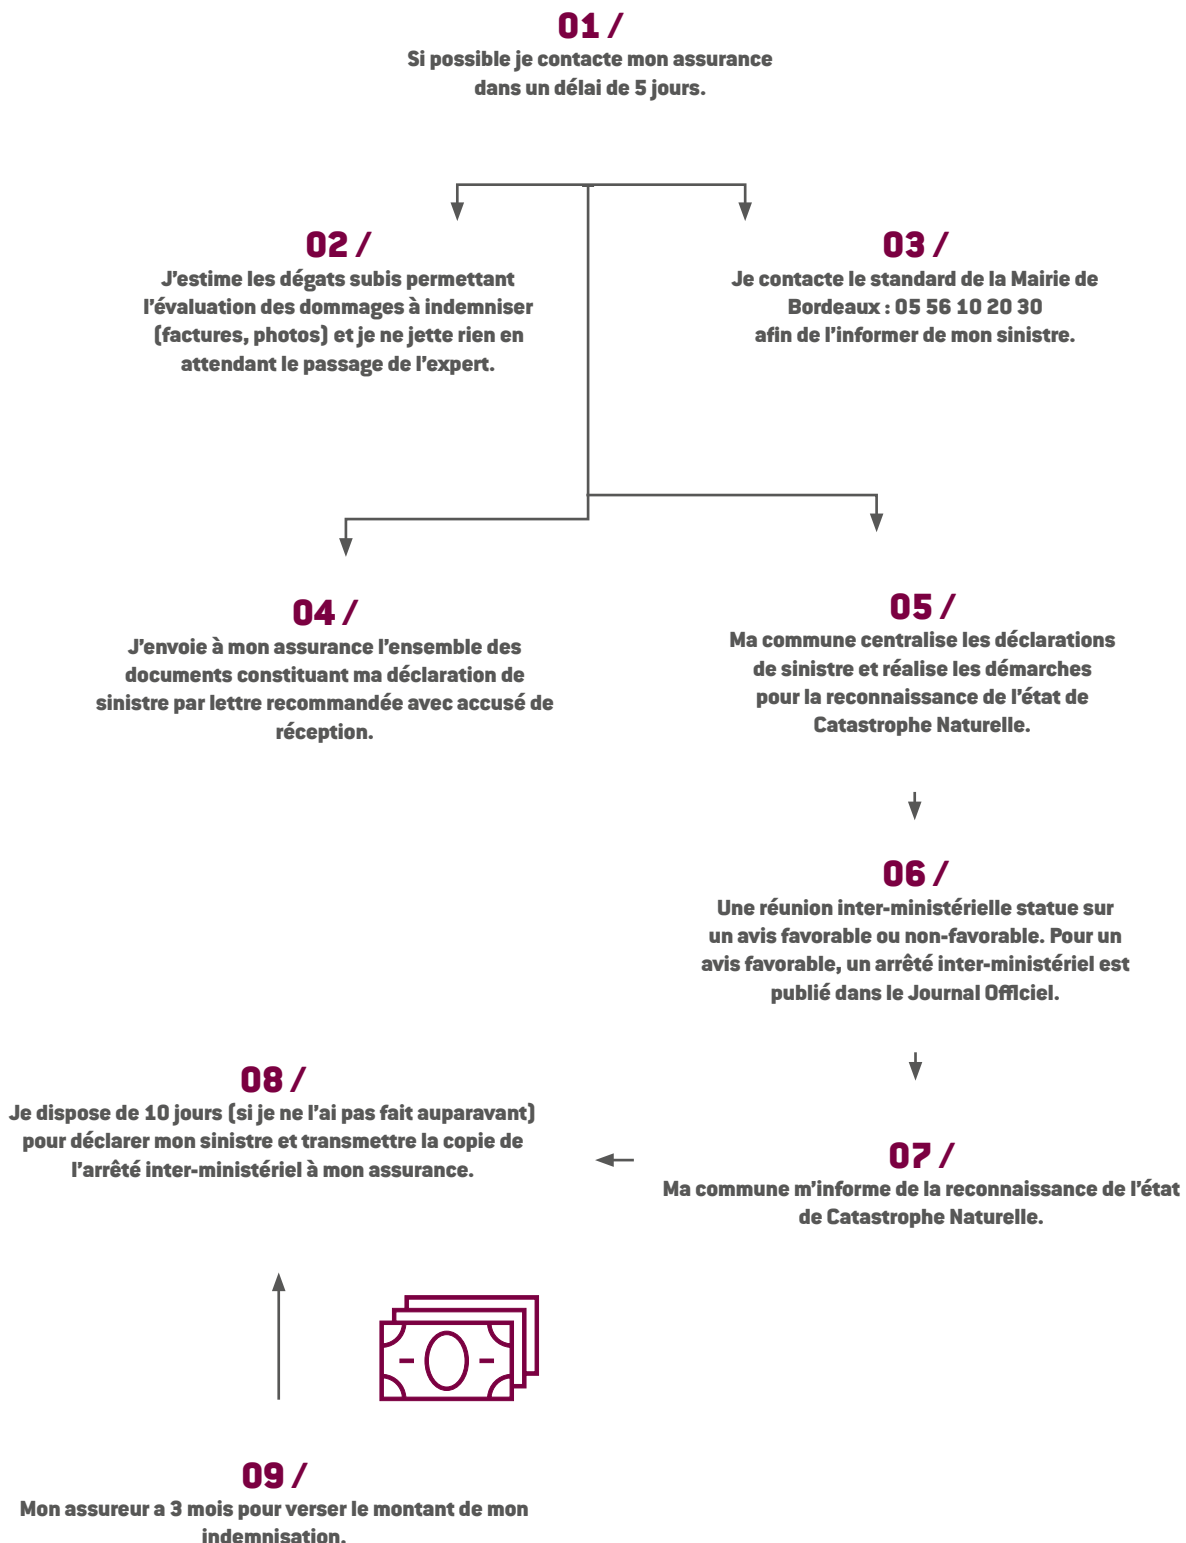 01 /
Si possible je contacte mon assurance
dans un délai de 5 jours.
02 /
J'estime les dégats subis permettant
l'évaluation des dommages à indemniser
(factures, photos) et je ne jette rien en
attendant le passage de l'expert.
03 /
Je contacte le standard de la Mairie de
Bordeaux : 05 56 10 20 30
afin de l'informer de mon sinistre.
04 /
J'envoie à mon assurance l'ensemble des
documents constituant ma déclaration de
sinistre par lettre recommandée avec accusé de
réception.
05 /
Ma commune centralise les déclarations
de sinistre et réalise les démarches
pour la reconnaissance de l'état de
Catastrophe Naturelle.
06 /
Une réunion inter-ministérielle statue sur
un avis favorable ou non-favorable. Pour un
avis favorable, un arrêté inter-ministériel est
publié dans le Journal Officiel.
07 /
Ma commune m'informe de la reconnaissance de l'état
de Catastrophe Naturelle.
08 /
Je dispose de 10 jours (si je ne l'ai pas fait auparavant)
pour déclarer mon sinistre et transmettre la copie de
l'arrêté inter-ministériel à mon assurance.
09 /
Mon assureur a 3 mois pour verser le montant de mon
indemnisation.